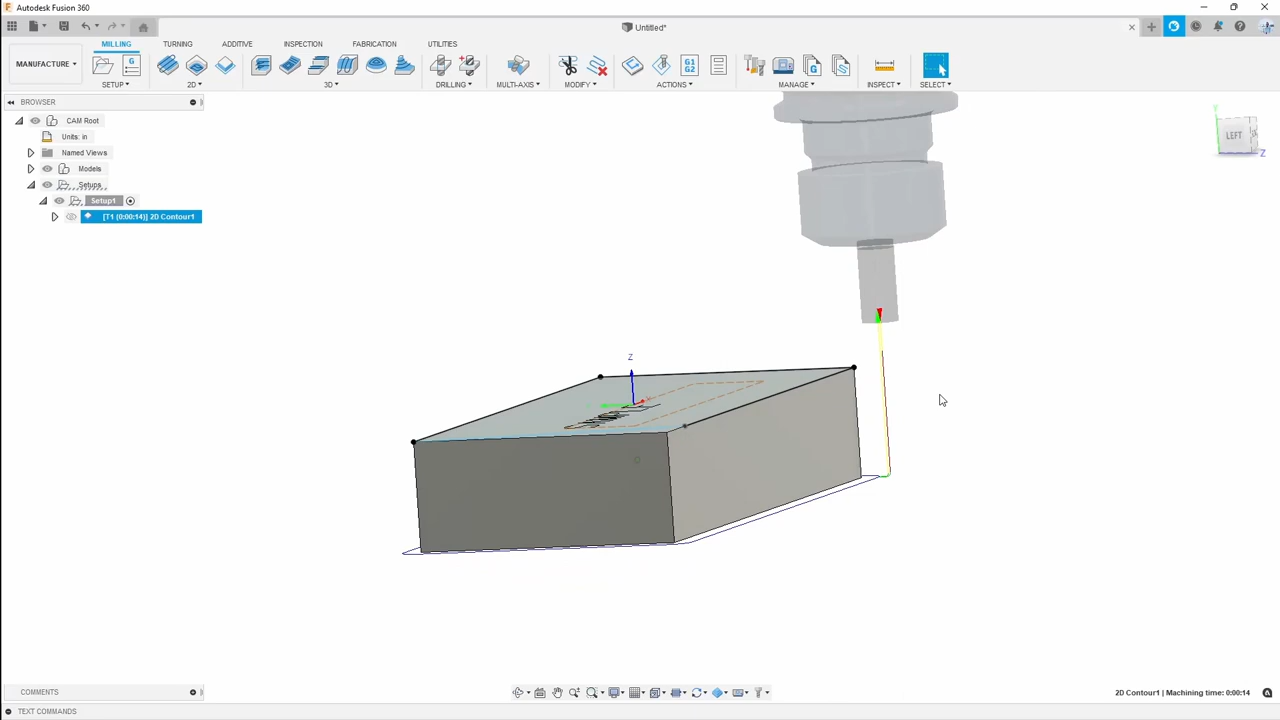 Autodesk Fusion 360
Untitled*
MILLING TURNING ADDITIVE INSPECTION FABRICATION UTILITIES
MANUFACTURE
G1
G2
SETUP 2D 3D DRILLING MULTI-AXIS MODIFY ACTIONS MANAGE INSPECT SELECT
BROWSER
CAM Root
Units: in
Named Views
Models
Setups
Setup1
[T1 (0:00:14)] 2D Contour1
LEFT
Y
Z
Z
COMMENTS
2D Contour1 | Machining time: 0:00:14
TEXT COMMANDS